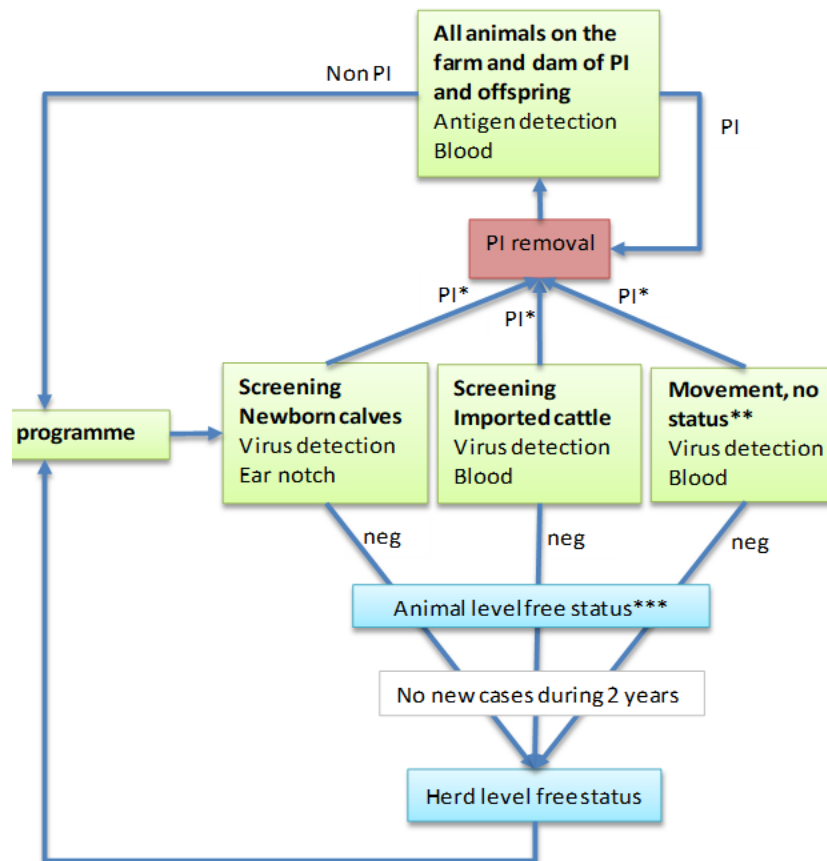 All animals on the
farm and dam of PI
and offspring
Antigen detection
Blood
Non PI
PI
PI removal
PI*
PI*
PI*
programme
Screening
Newborn calves
Virus detection
Ear notch
Screening
Imported cattle
Virus detection
Blood
Movement, no
status**
Virus detection
Blood
neg
neg
neg
Animal level free status***
No new cases during 2 years
Herd level free status